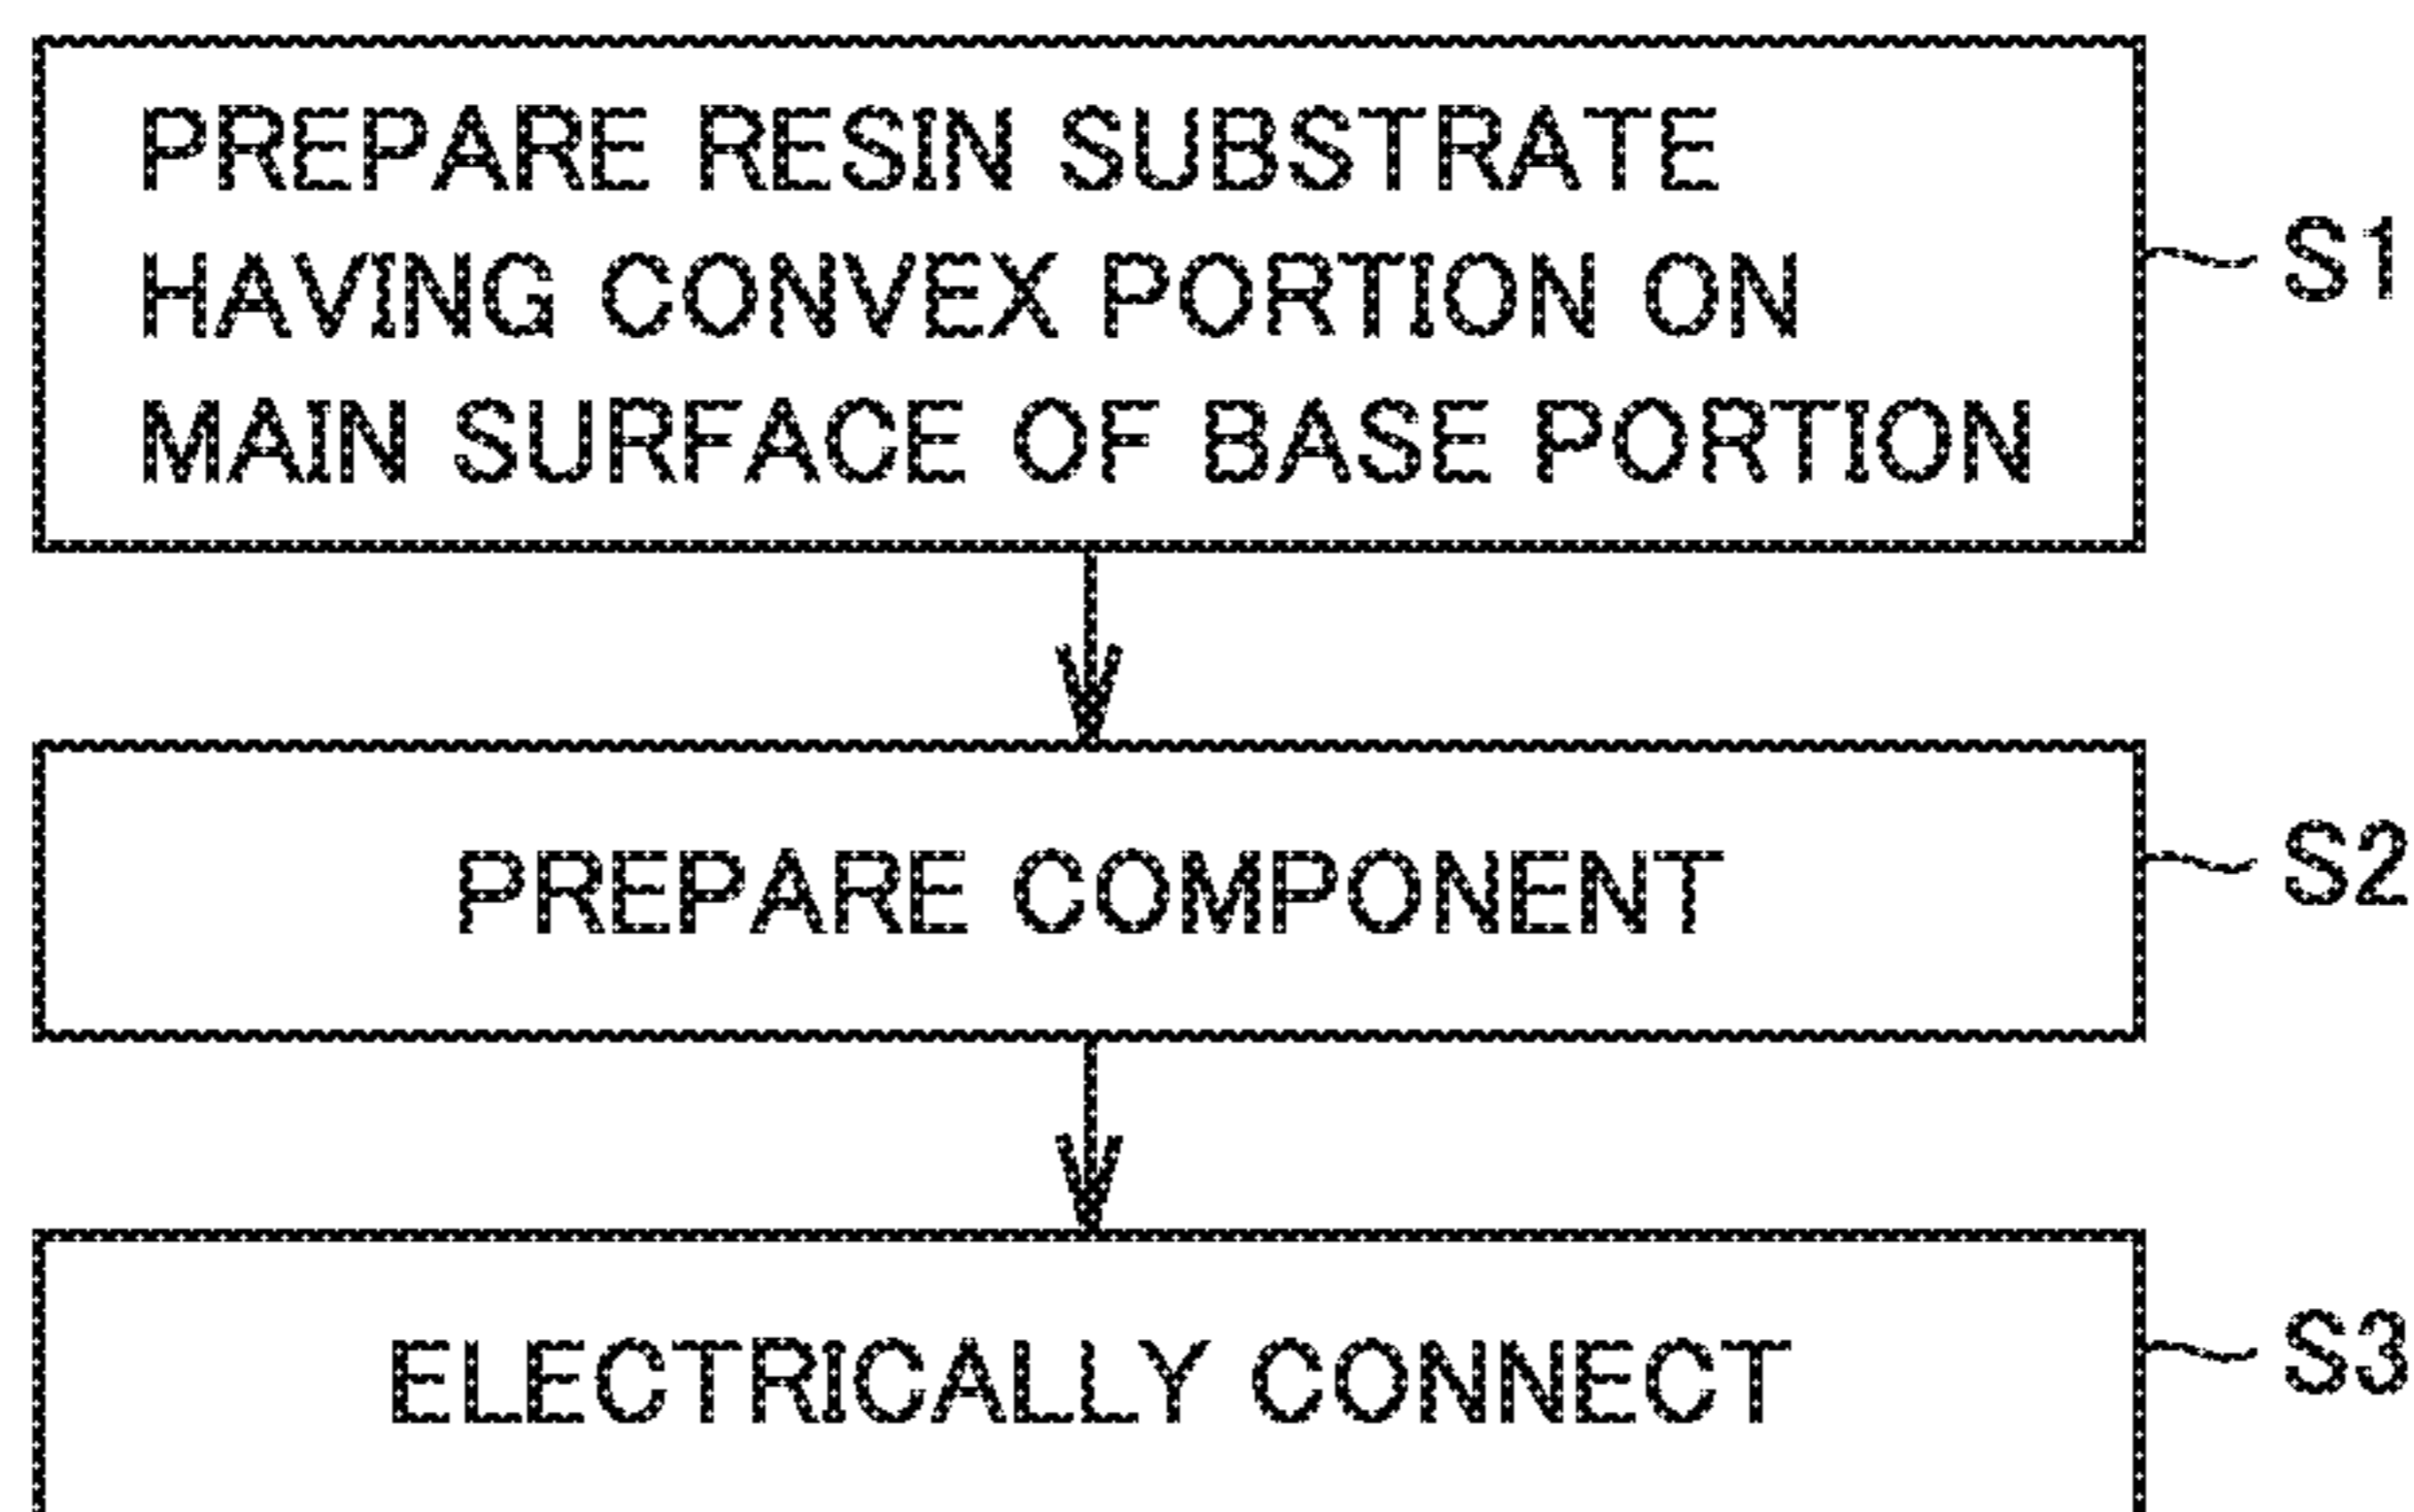 PREPARE RESIN SUBSTRATE
HAVING CONVEX PORTION ON
MAIN SURFACE OF BASE PORTION
S1
PREPARE COMPONENT
S2
ELECTRICALLY CONNECT
S3